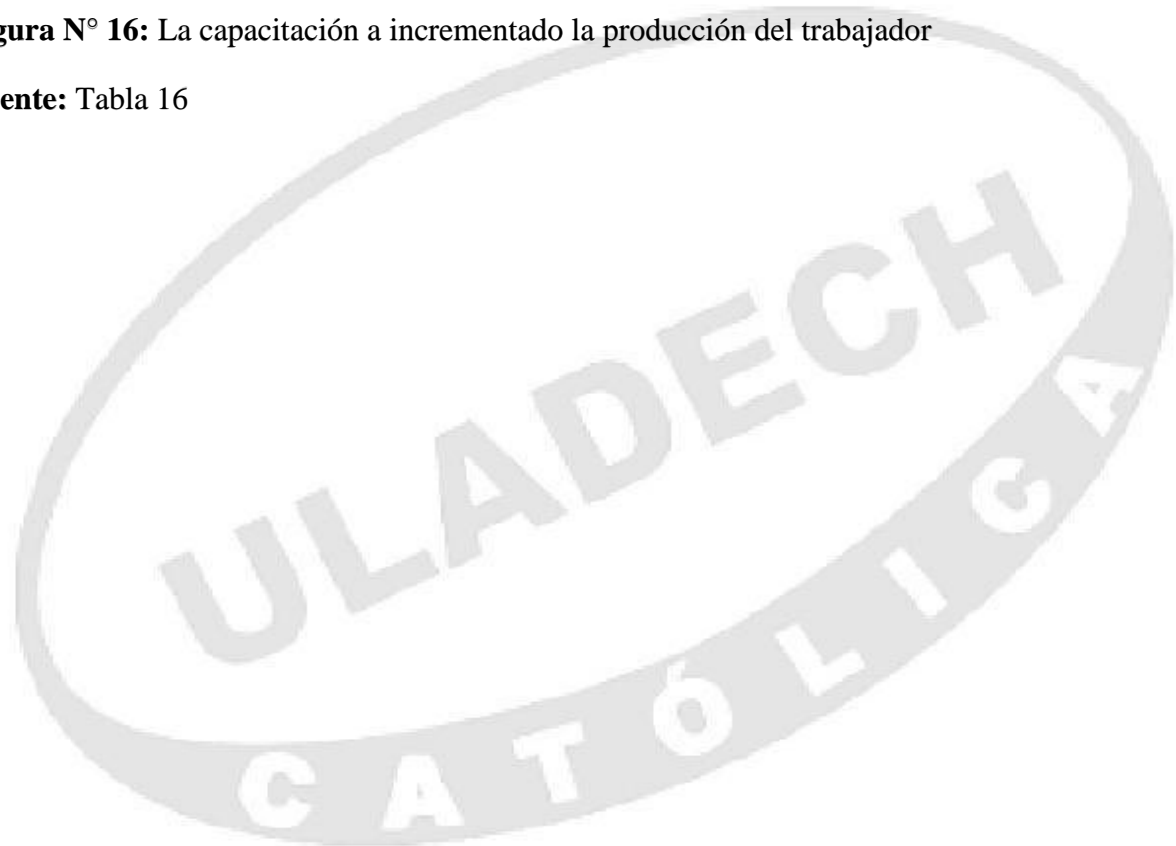 gura N° 16: La capacitación a incrementado la producción del trabajador
ente: Tabla 16
ULADECH
CATÓLICA